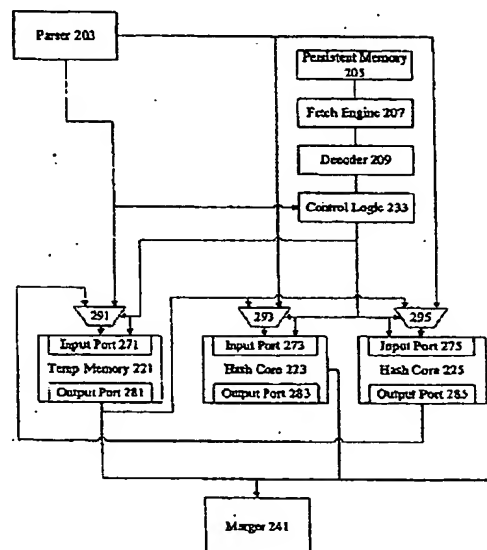 Parser 203
Persistent Memory
205
Fetch Engine 207
Decoder 209
Control Logic 233
291
293
295
Input Port 271
Temp Memory 221
Output Port 281
Input Port 273
Hash Core 223
Output Port 283
Input Port 275
Hash Core 225
Output Port 285
Merger 241